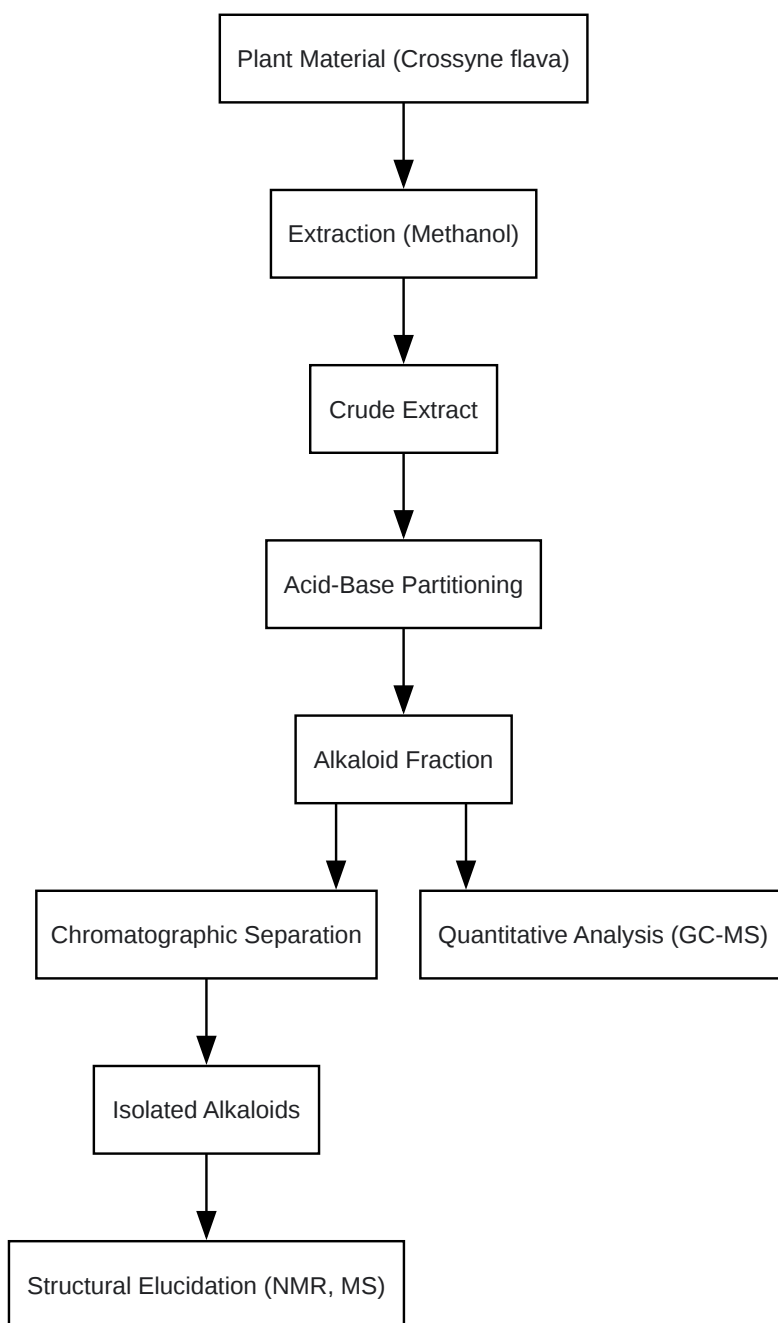 Plant Material (Crossyne flava)
Extraction (Methanol)
Crude Extract
Acid-Base Partitioning
Alkaloid Fraction
Chromatographic Separation
Quantitative Analysis (GC-MS)
Isolated Alkaloids
Structural Elucidation (NMR, MS)